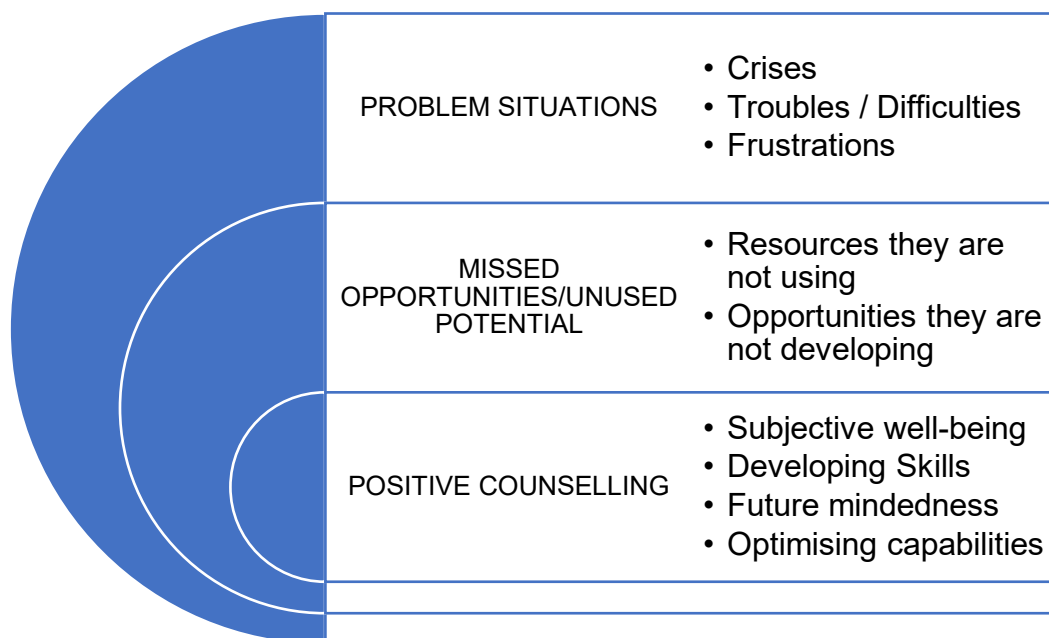 PROBLEM SITUATIONS
• Crises
• Troubles / Difficulties
• Frustrations
MISSED
OPPORTUNITIES/UNUSED
POTENTIAL
• Resources they are
not using
• Opportunities they are
not developing
POSITIVE COUNSELLING
• Subjective well-being
• Developing Skills
• Future mindedness
• Optimising capabilities